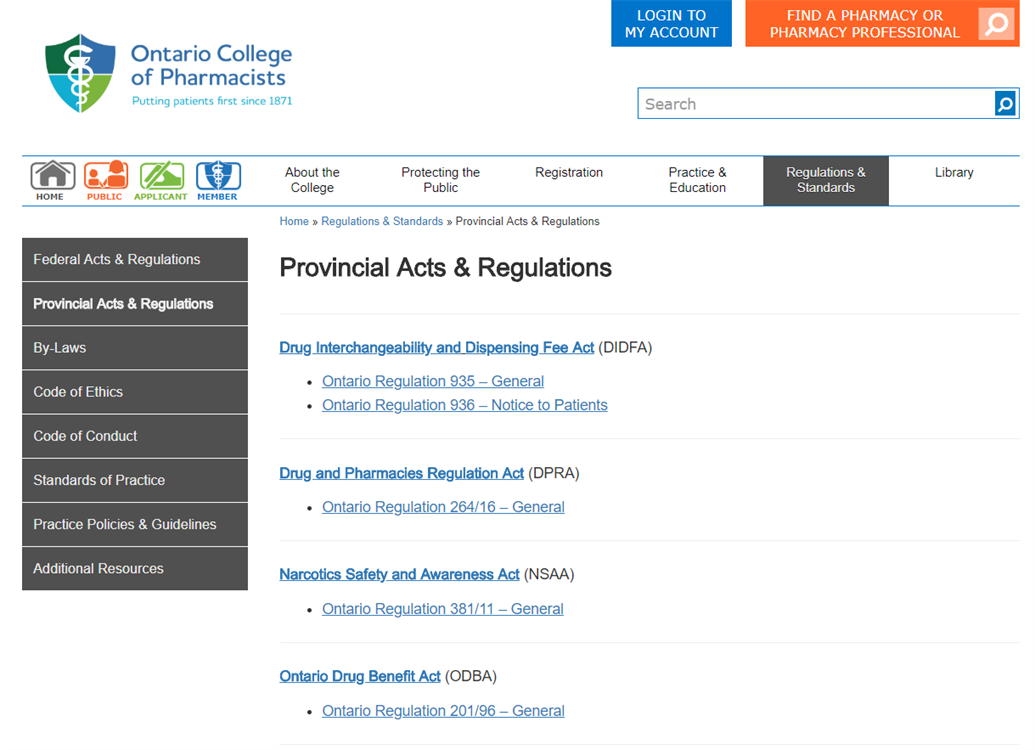 LOGIN TO
MY ACCOUNT
FIND A PHARMACY OR
PHARMACY PROFESSIONAL
Ontario College
of Pharmacists
Putting patients first since 1871
Search
HOME
PUBLIC
APPLICANT
MEMBER
About the
College
Protecting the
Public
Registration
Practice &
Education
Regulations &
Standards
Library
Home » Regulations & Standards » Provincial Acts & Regulations
Federal Acts & Regulations
Provincial Acts & Regulations
By-Laws
Code of Ethics
Code of Conduct
Standards of Practice
Practice Policies & Guidelines
Additional Resources
Provincial Acts & Regulations
Drug Interchangeability and Dispensing Fee Act (DIDFA)
• Ontario Regulation 935 – General
• Ontario Regulation 936 – Notice to Patients
Drug and Pharmacies Regulation Act (DPRA)
• Ontario Regulation 264/16 – General
Narcotics Safety and Awareness Act (NSAA)
• Ontario Regulation 381/11 – General
Ontario Drug Benefit Act (ODBA)
• Ontario Regulation 201/96 – General